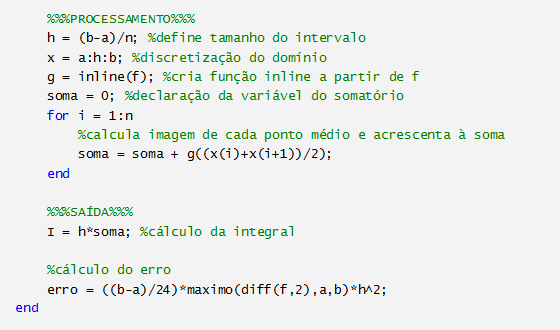 %%%PROCESSAMENTO%%%
h = (b-a)/n; %define tamanho do intervalo
x = a:h:b; %discretização do domínio
g = inline(f); %cria função inline a partir de f
soma = 0; %declaração da variável do somatório
for i = 1:n
%calcula imagem de cada ponto médio e acrescenta à soma
soma = soma + g((x(i)+x(i+1))/2);
end
%%%SAÍDA%%%
I = h*soma; %cálculo da integral
%cálculo do erro
erro = ((b-a)/24)*maximo(diff(f,2),a,b)*h^2;
end